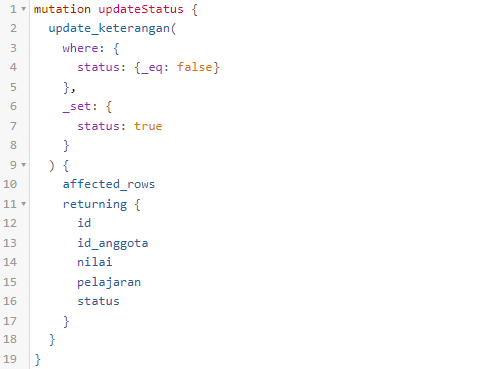 1 mutation updateStatus {
2   update_keterangan(
3     where: {
4       status: {_eq: false}
5     },
6     _set: {
7       status: true
8     }
9   ) {
10     affected_rows
11     returning {
12       id
13       id_anggota
14       nilai
15       pelajaran
16       status
17     }
18   }
19 }